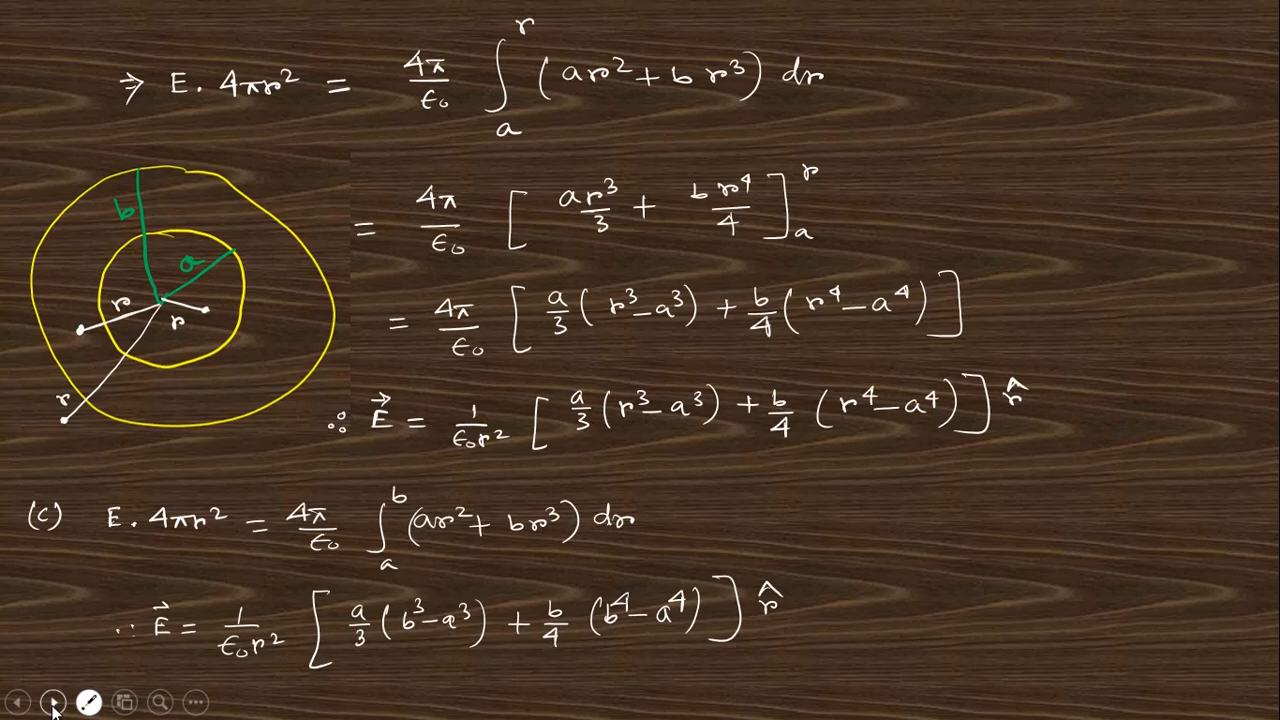 ⇒ E. 4πr² = 4π/ϵ₀ ∫ₐʳ (ar² + br³) dr
= 4π/ϵ₀ [ar³/3 + br⁴/4]ₐʳ
= 4π/ϵ₀ [a/3 (r³ − a³) + b/4 (r⁴ − a⁴)]
∴ E⃗ = 1/ϵ₀r² [a/3 (r³ − a³) + b/4 (r⁴ − a⁴)] r̂
b
a
r
r
r
(c) E. 4πr² = 4π/ϵ₀ ∫ₐᵇ (ar² + br³) dr
∴ E⃗ = 1/ϵ₀r² [a/3 (b³ − a³) + b/4 (b⁴ − a⁴)] r̂